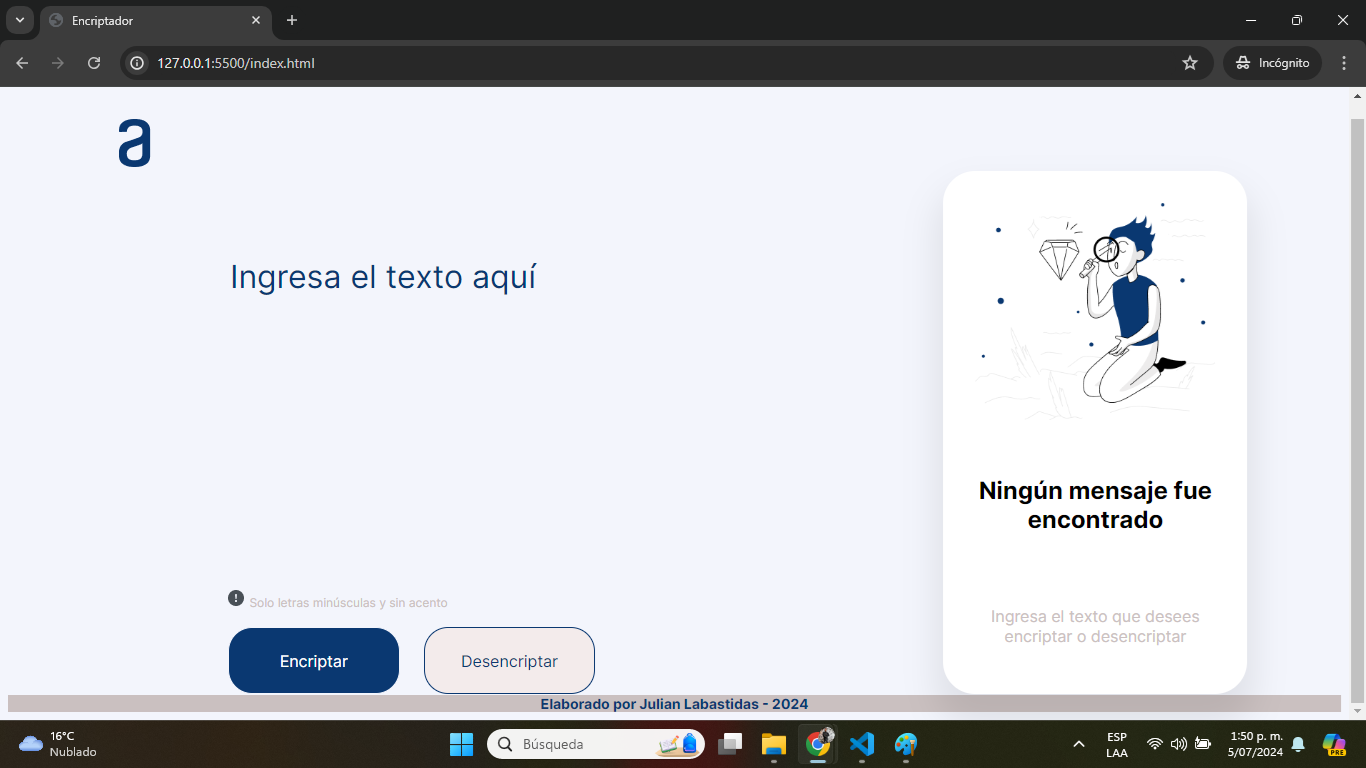 Encriptador
127.0.0.1:5500/index.html
Incógnito
a
Ingresa el texto aquí
Solo letras minúsculas y sin acento
Encriptar
Desencriptar
Ningún mensaje fue
encontrado
Ingresa el texto que desees
encriptar o desencriptar
Elaborado por Julian Labastidas - 2024
16°C
Nublado
Búsqueda
ESP
LAA
1:50 p. m.
5/07/2024
PRE